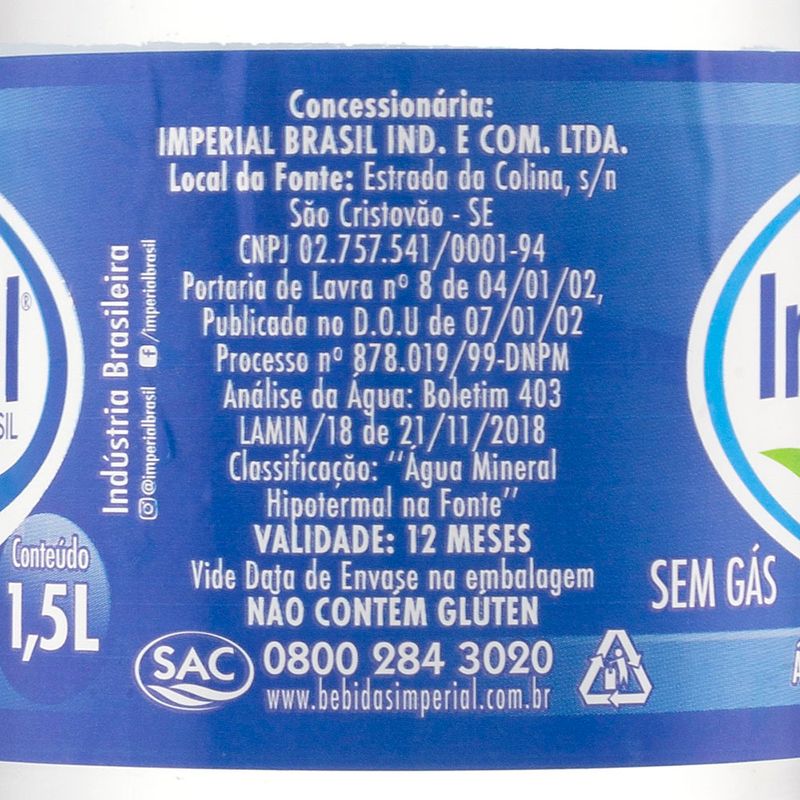 Concessionária:
IMPERIAL BRASIL IND. E COM. LTDA.
Local da Fonte: Estrada da Colina, s/n
São Cristovão - SE
CNPJ 02.757.541/0001-94
Portaria de Lavra nº 8 de 04/01/02,
Publicada no D.O.U de 07/01/02
Processo nº 878.019/99-DNPM
Análise da Água: Boletim 403
LAMIN/18 de 21/11/2018
Classificação: “Água Mineral
Hipotermal na Fonte”
VALIDADE: 12 MESES
Vide Data de Envase na embalagem
NÃO CONTÉM GLÚTEN
SAC 0800 284 3020
www.bebidasimperial.com.br
Indústria Brasileira
@imperialbrasil
/imperialbrasil
Conteúdo
1,5L
SEM GÁS